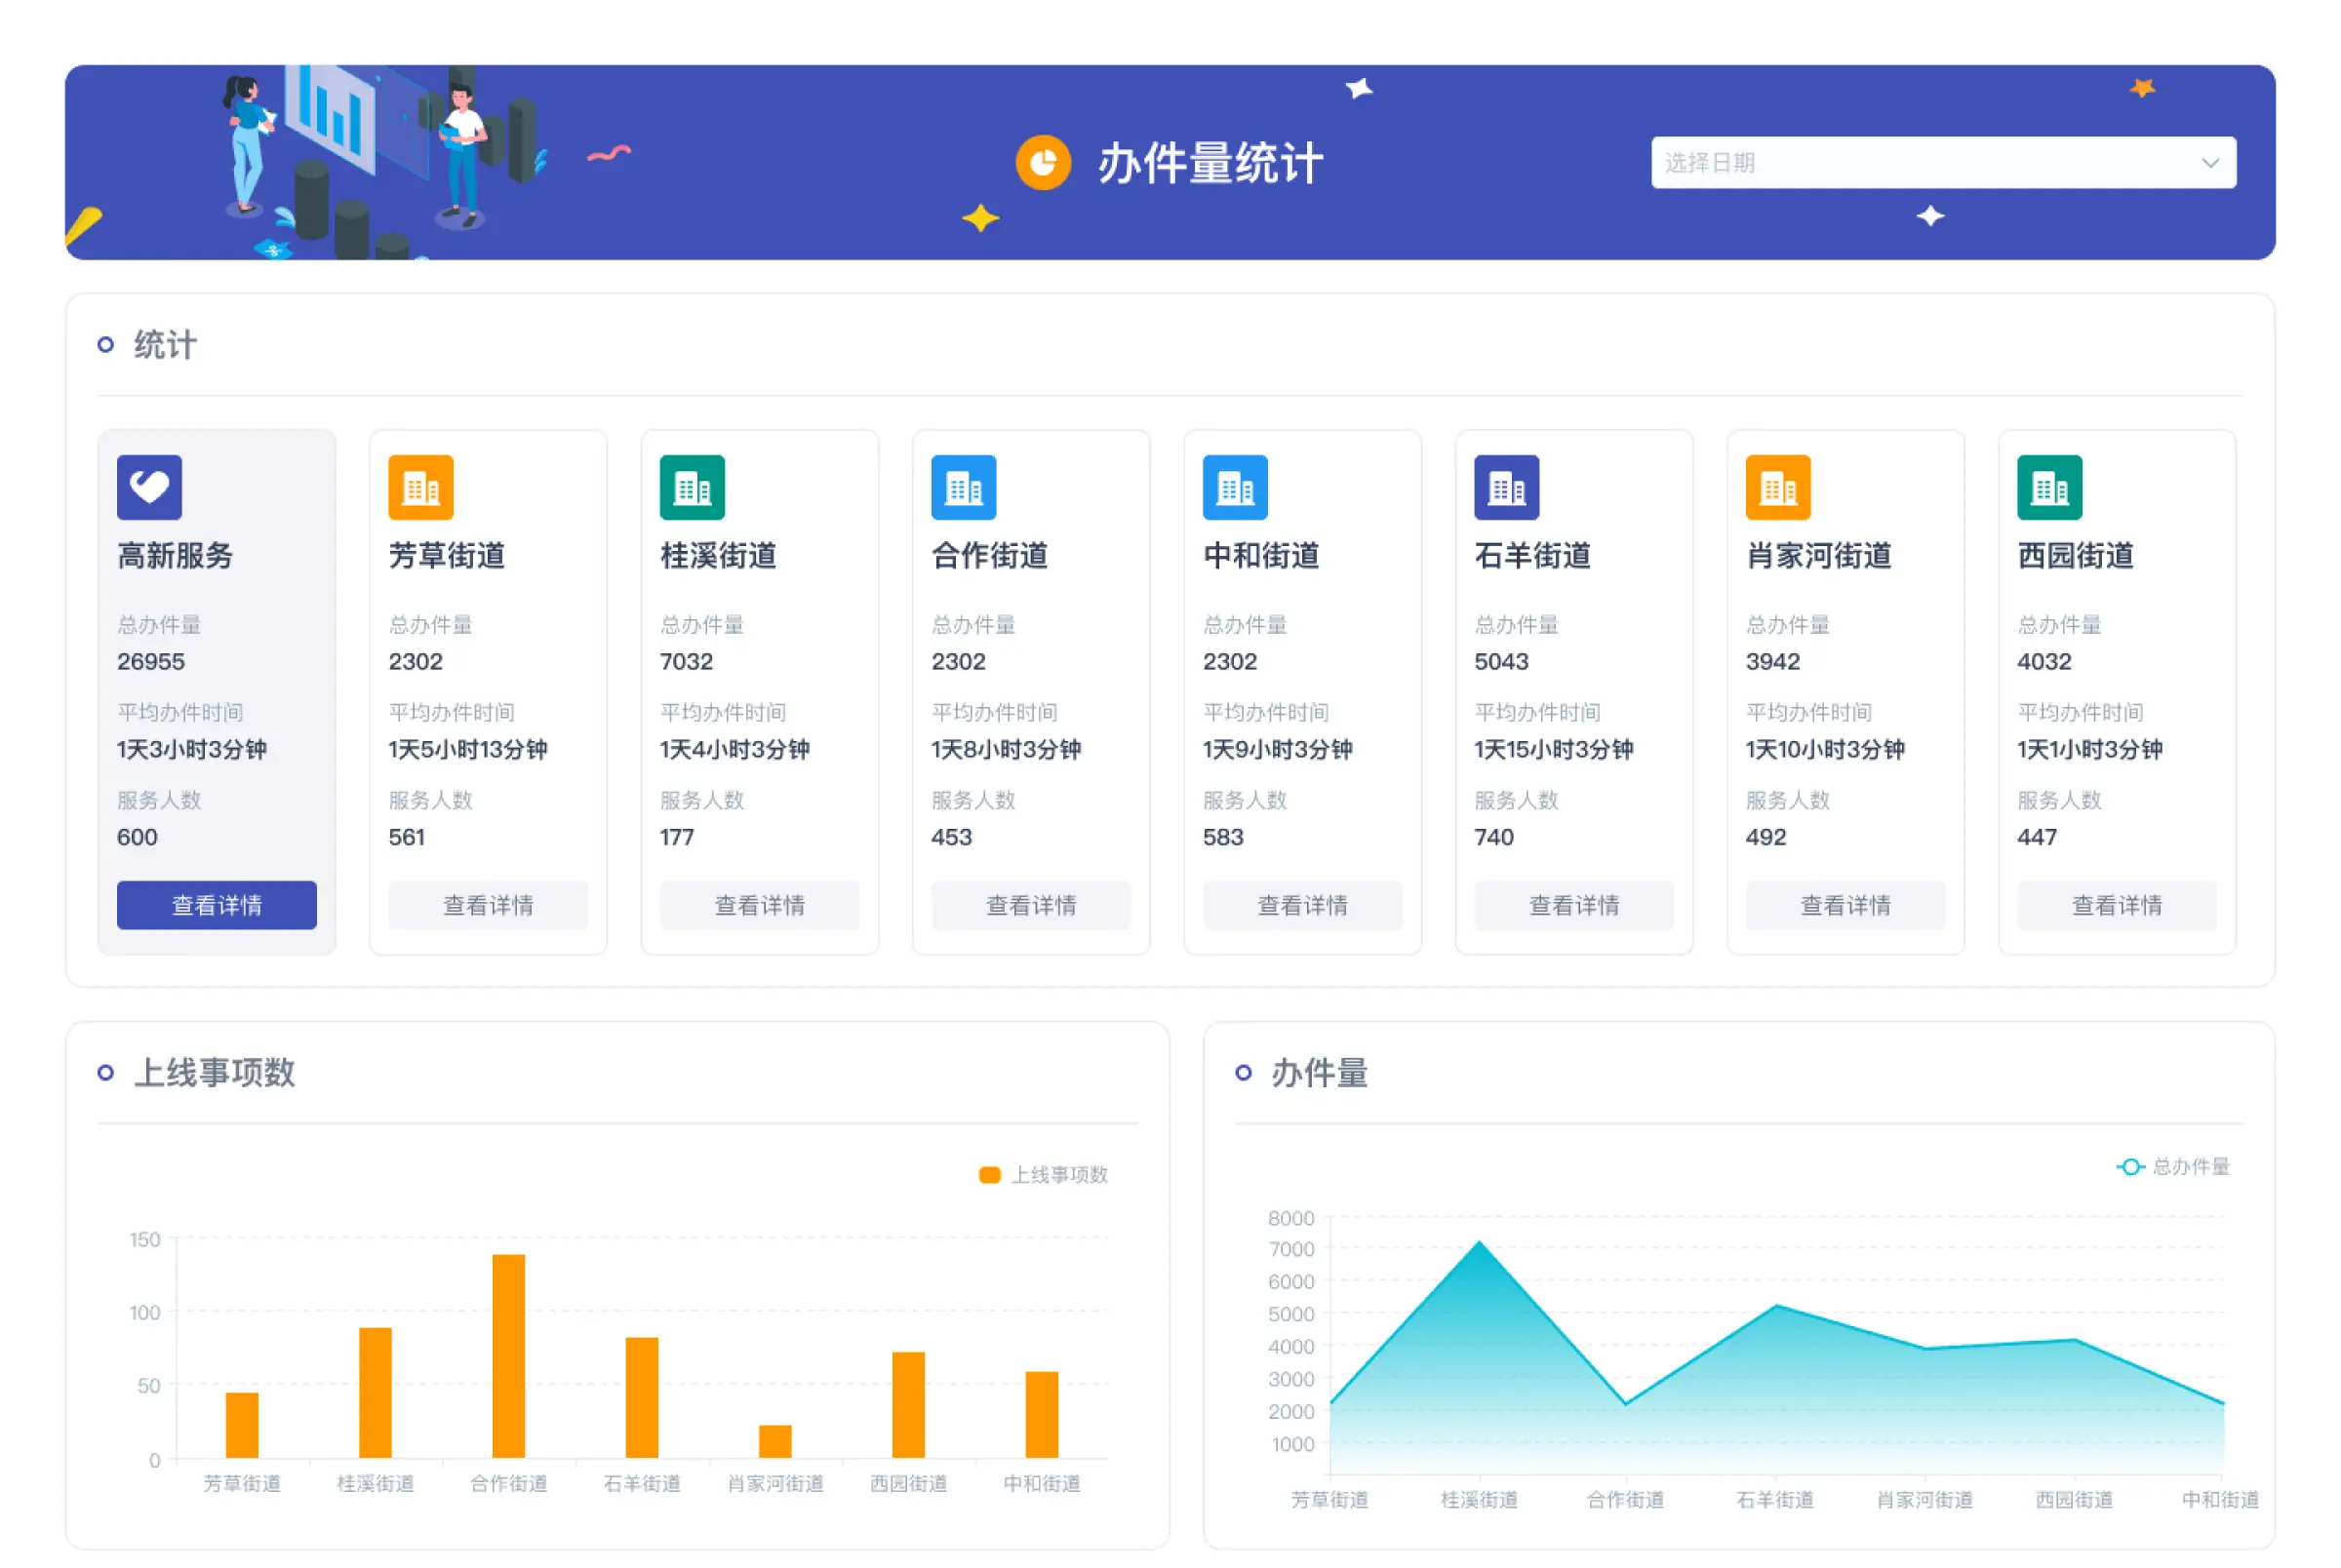 办件量统计
选择日期
统计
高新服务
总办件量
26955
平均办件时间
1天3小时3分钟
服务人数
600
查看详情
芳草街道
总办件量
2302
平均办件时间
1天5小时13分钟
服务人数
561
查看详情
桂溪街道
总办件量
7032
平均办件时间
1天4小时3分钟
服务人数
177
查看详情
合作街道
总办件量
2302
平均办件时间
1天8小时3分钟
服务人数
453
查看详情
中和街道
总办件量
2302
平均办件时间
1天9小时3分钟
服务人数
583
查看详情
石羊街道
总办件量
5043
平均办件时间
1天15小时3分钟
服务人数
740
查看详情
肖家河街道
总办件量
3942
平均办件时间
1天10小时3分钟
服务人数
492
查看详情
西园街道
总办件量
4032
平均办件时间
1天1小时3分钟
服务人数
447
查看详情
上线事项数
上线事项数
150
100
50
0
芳草街道 桂溪街道 合作街道 石羊街道 肖家河街道 西园街道 中和街道
办件量
总办件量
8000
7000
6000
5000
4000
3000
2000
1000
芳草街道 桂溪街道 合作街道 石羊街道 肖家河街道 西园街道 中和街道